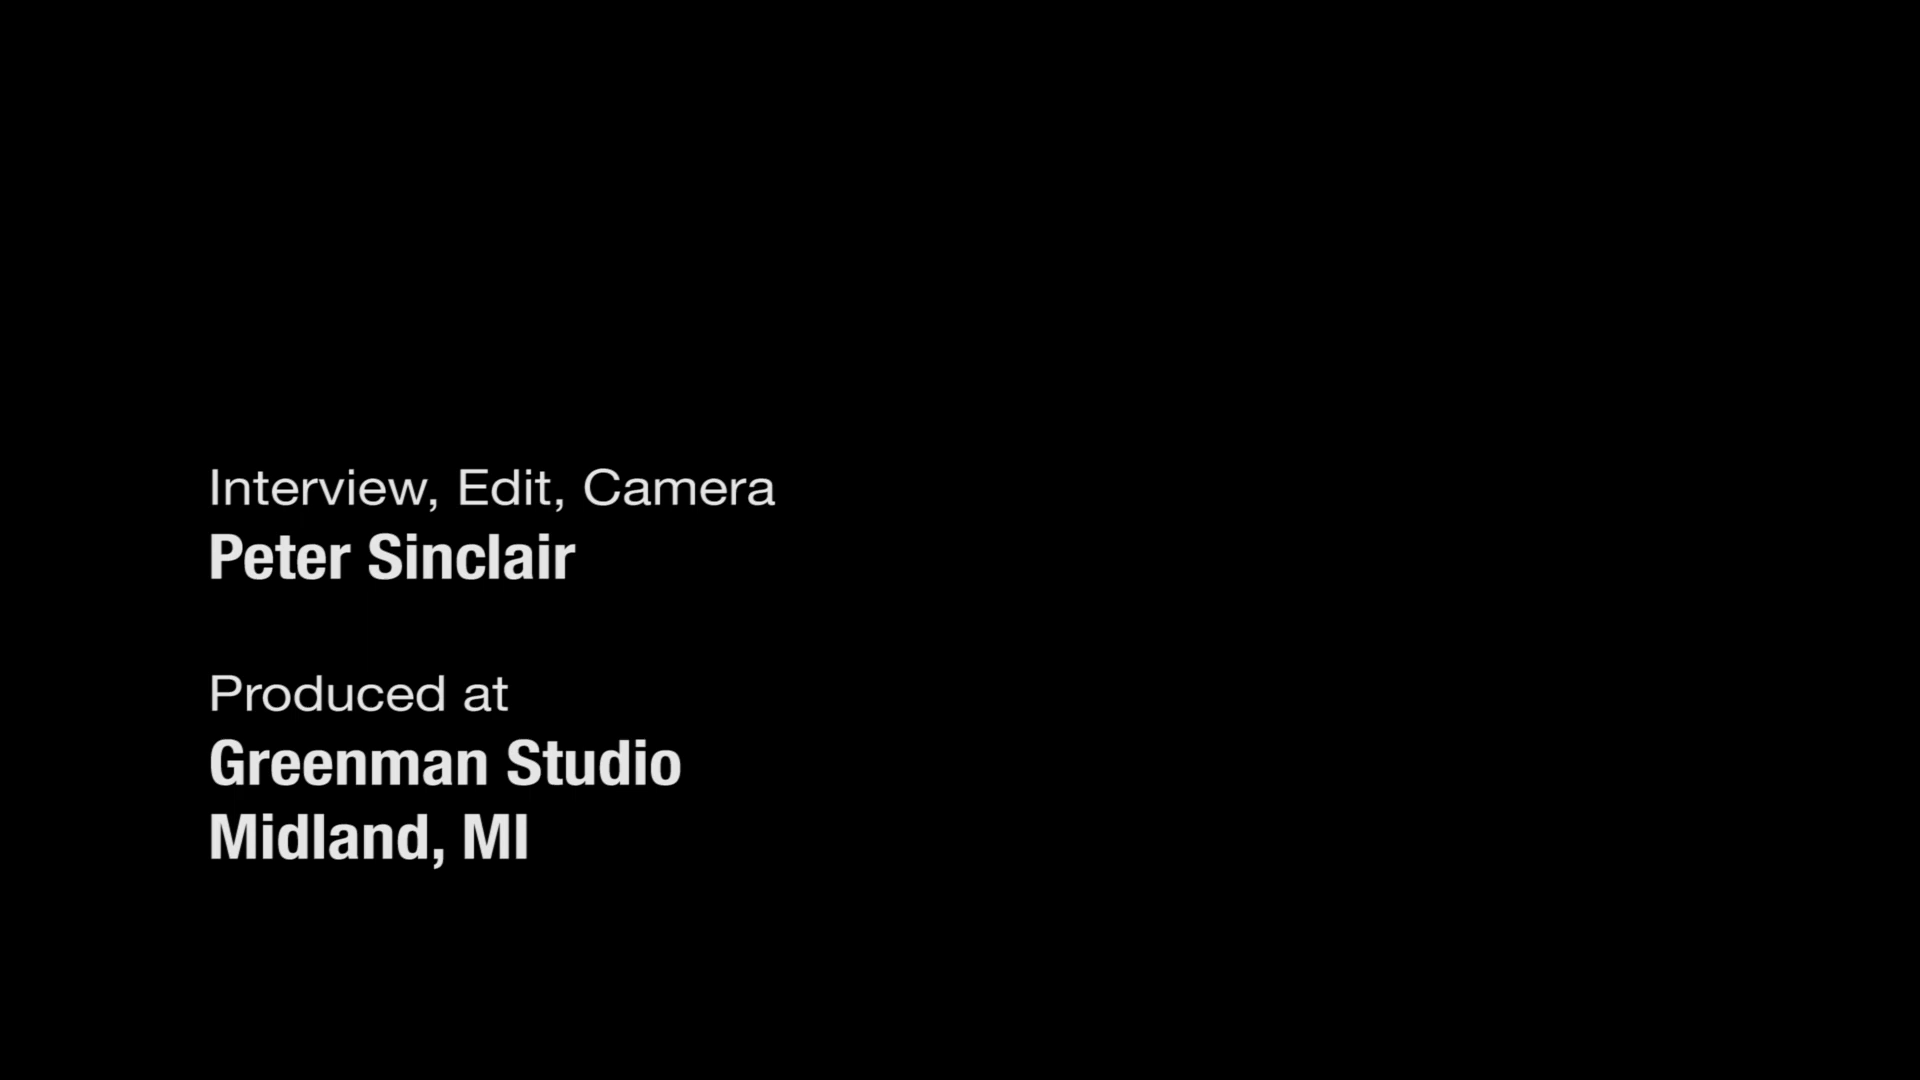 Interview, Edit, Camera
Peter Sinclair
Produced at
Greenman Studio
Midland, MI